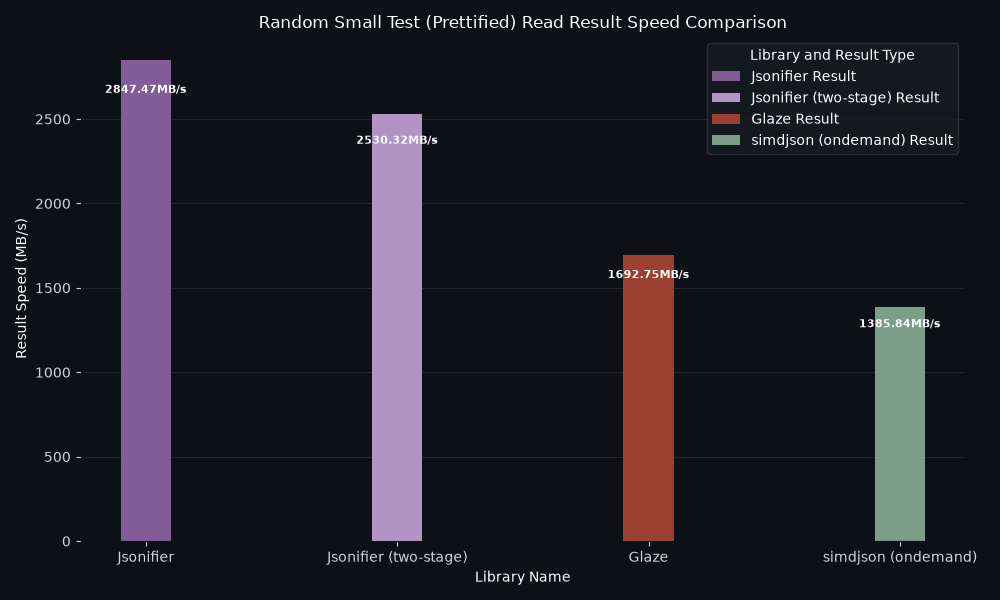 Random Small Test (Prettified) Read Result Speed Comparison
Library and Result Type
Jsonifier Result
Jsonifier (two-stage) Result
Glaze Result
simdjson (ondemand) Result
2847.47MB/s
2530.32MB/s
1692.75MB/s
1385.84MB/s
Result Speed (MB/s)
2500
2000
1500
1000
500
0
Jsonifier
Jsonifier (two-stage)
Glaze
simdjson (ondemand)
Library Name